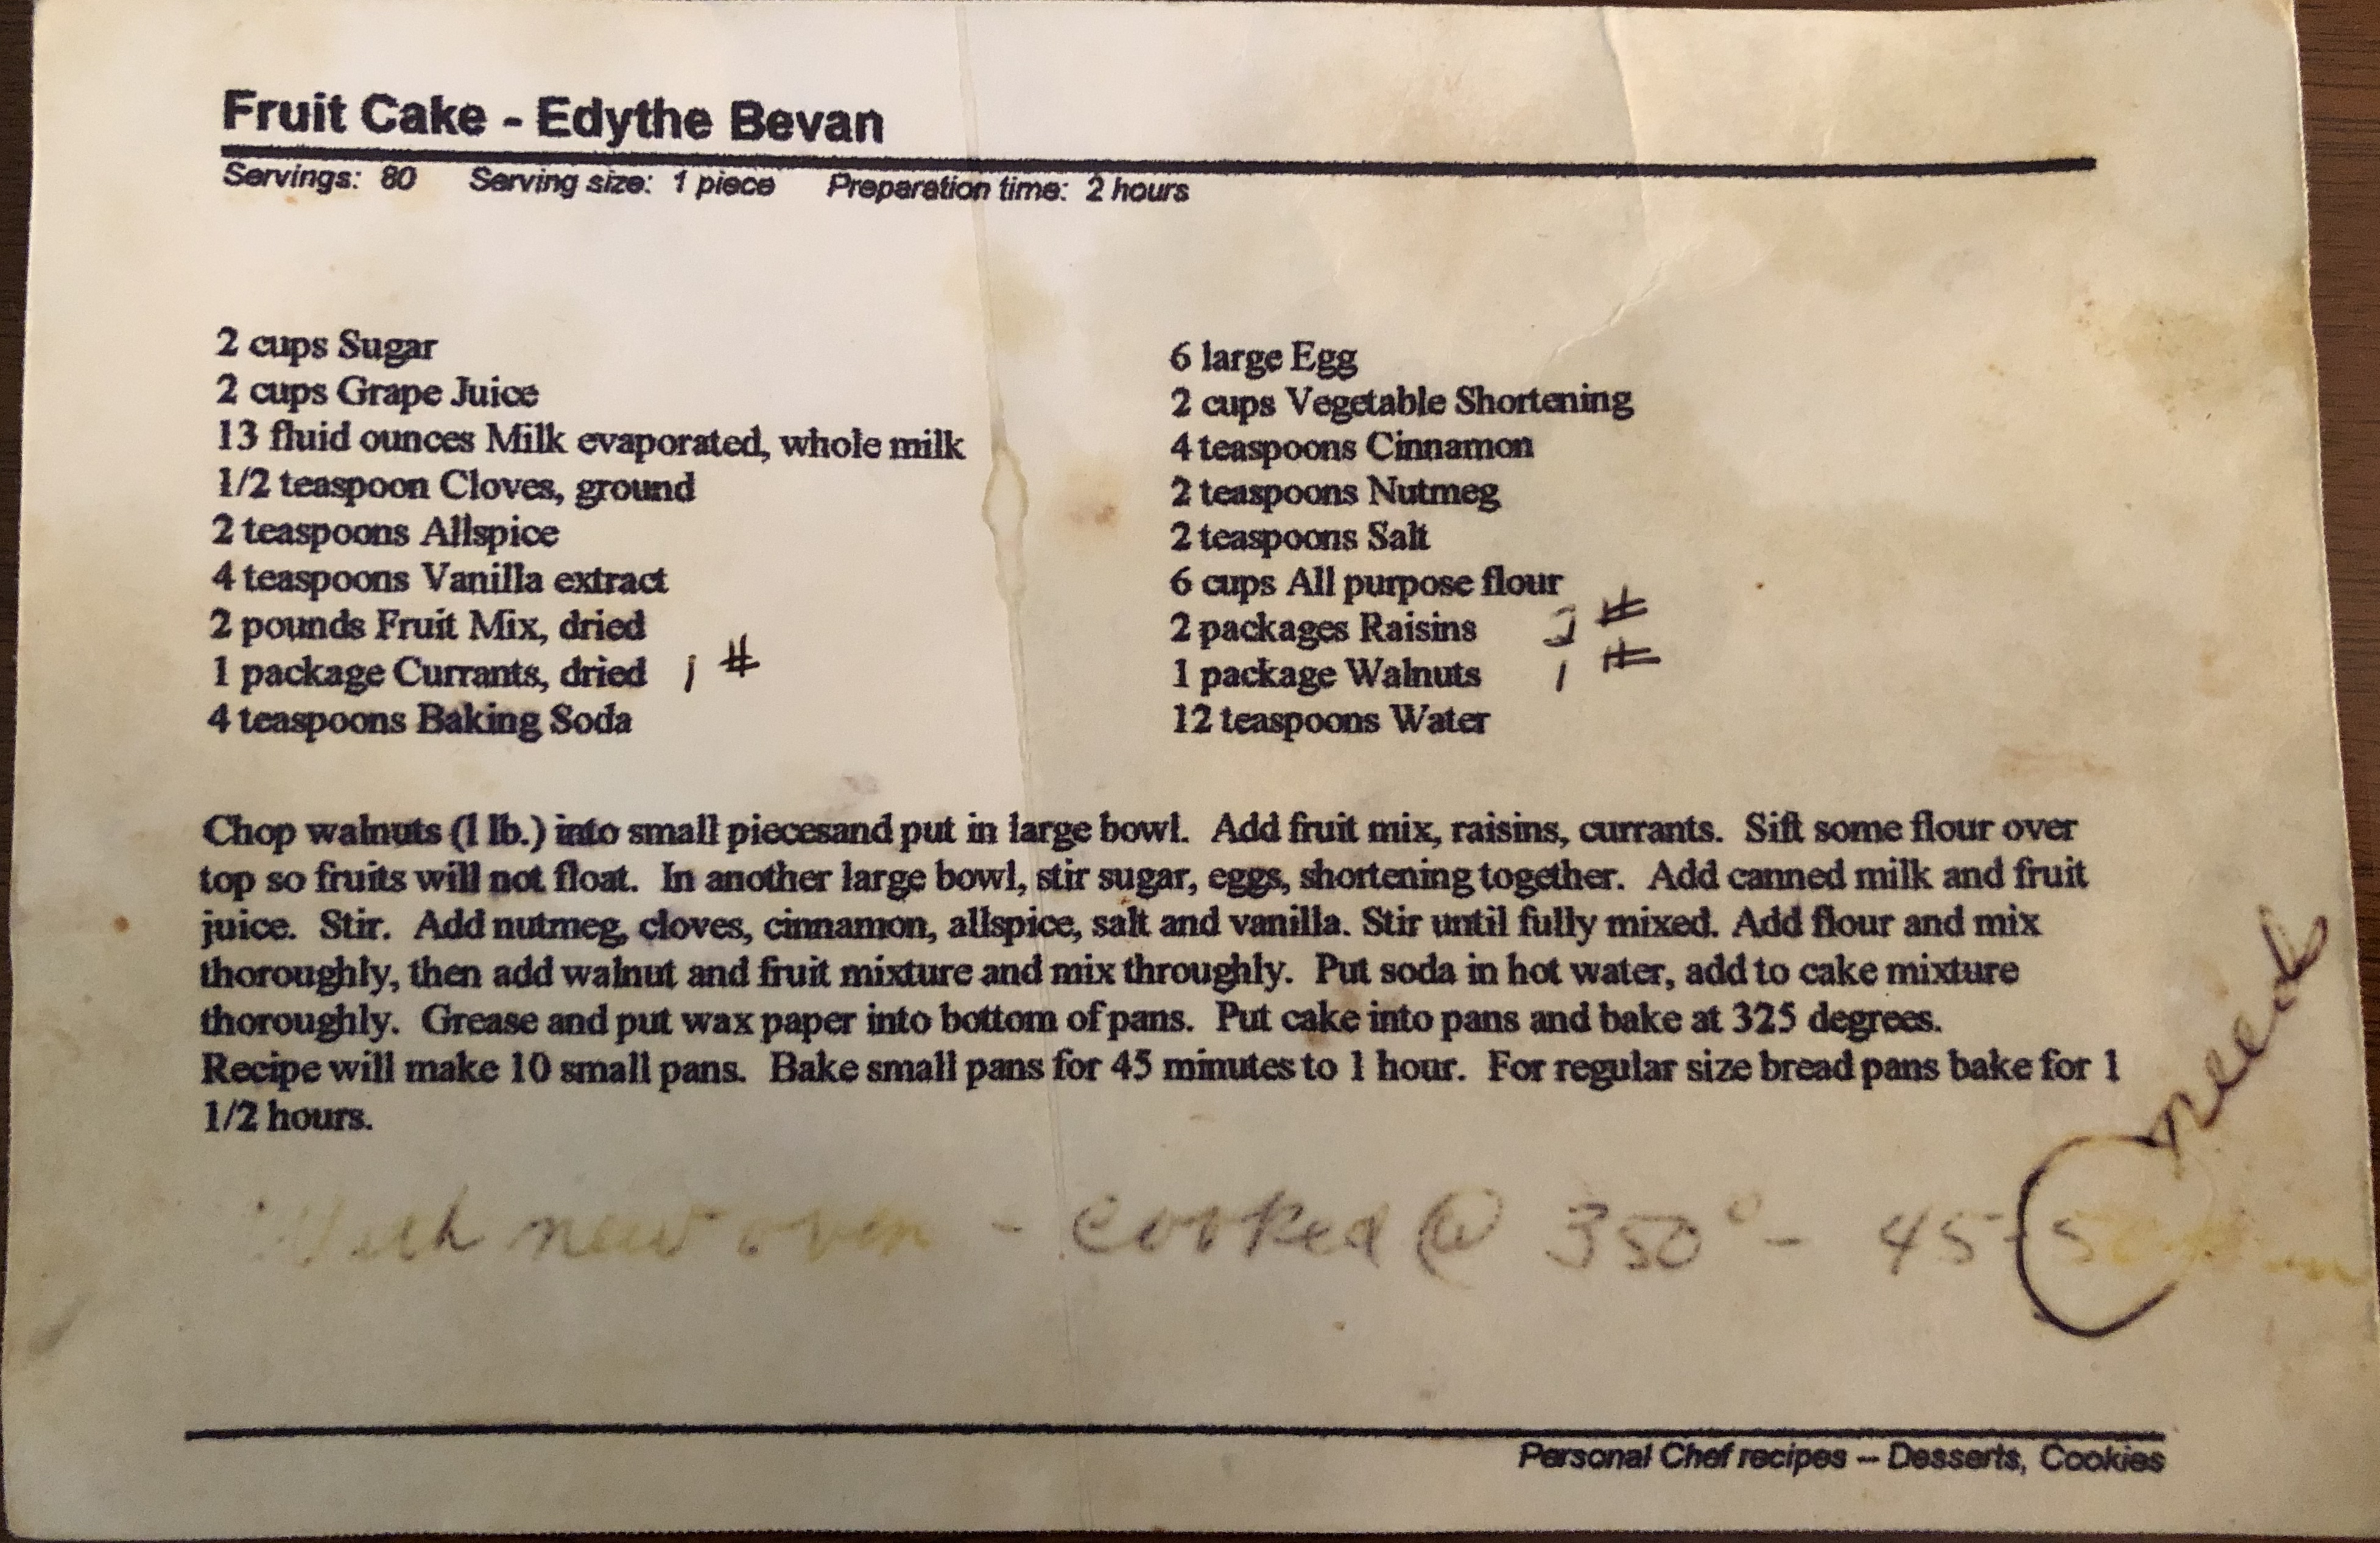 Fruit Cake - Edythe Bevan
Servings: 80 Serving size: 1 piece Preparation time: 2 hours
2 cups Sugar
2 cups Grape Juice
13 fluid ounces Milk evaporated, whole milk
1/2 teaspoon Cloves, ground
2 teaspoons Allspice
4 teaspoons Vanilla extract
2 pounds Fruit Mix, dried
1 package Currants, dried 1 #
4 teaspoons Baking Soda
6 large Egg
2 cups Vegetable Shortening
4 teaspoons Cinnamon
2 teaspoons Nutmeg
2 teaspoons Salt
6 cups All purpose flour
2 packages Raisins 2 #
1 package Walnuts 1 #
12 teaspoons Water
Chop walnuts (1 lb.) into small piecesand put in large bowl. Add fruit mix, raisins, currants. Sift some flour over
top so fruits will not float. In another large bowl, stir sugar, eggs, shortening together. Add canned milk and fruit
juice. Stir. Add nutmeg, cloves, cinnamon, allspice, salt and vanilla. Stir until fully mixed. Add flour and mix
thoroughly, then add walnut and fruit mixture and mix throughly. Put soda in hot water, add to cake mixture
thoroughly. Grease and put wax paper into bottom of pans. Put cake into pans and bake at 325 degrees.
Recipe will make 10 small pans. Bake small pans for 45 minutes to 1 hour. For regular size bread pans bake for 1
1/2 hours.
need
With new oven - cooked @ 350° - 45-
Personal Chef recipes -- Desserts, Cookies